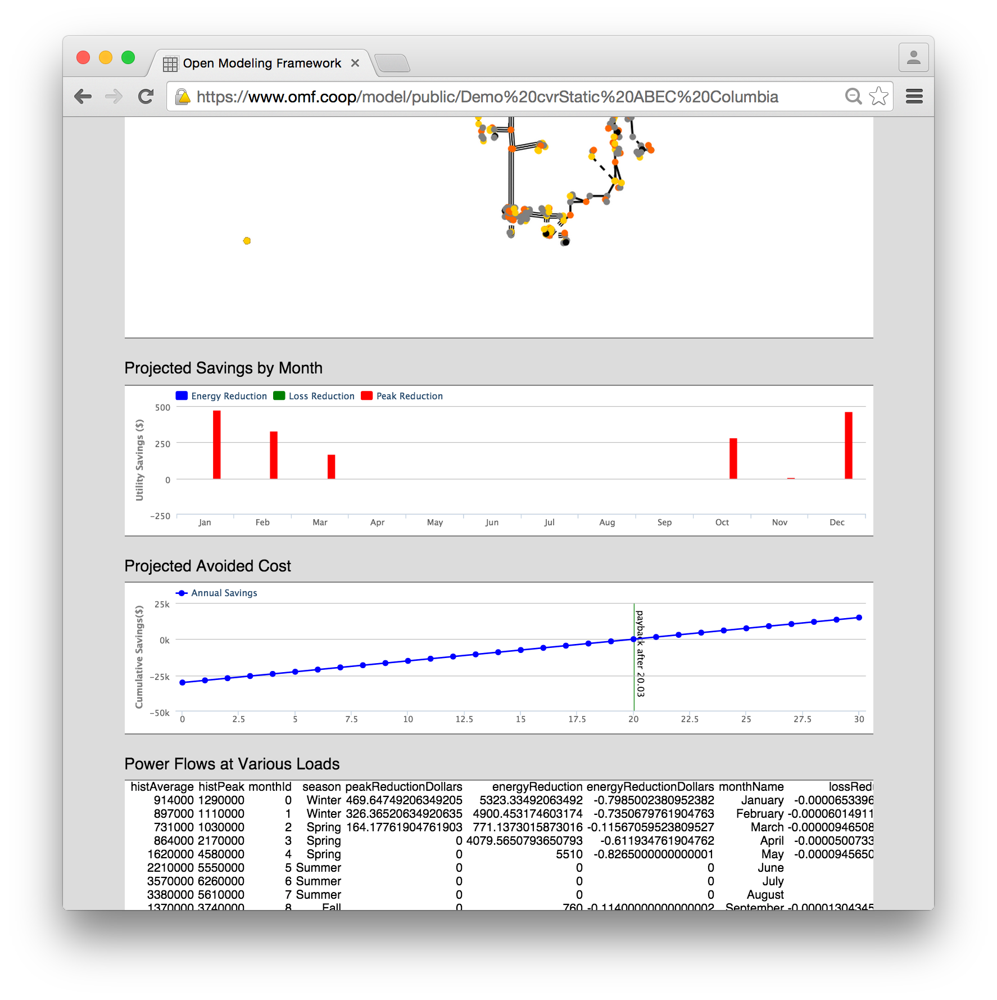 Open Modeling Framework
https://www.omf.coop/model/public/Demo%20cvrStatic%20ABEC%20Columbia
Projected Savings by Month
Energy Reduction Loss Reduction Peak Reduction
Utility Savings ($)
500
250
0
-250
Jan Feb Mar Apr May Jun Jul Aug Sep Oct Nov Dec
Projected Avoided Cost
Annual Savings
Cumulative Savings($)
25k
0k
-25k
-50k
payback after 20.03
0 2.5 5 7.5 10 12.5 15 17.5 20 22.5 25 27.5 30
Power Flows at Various Loads
histAverage histPeak monthId season peakReductionDollars energyReduction energyReductionDollars monthName lossRedu
914000 1290000 0 Winter 469.64749206349205 5323.33492063492 -0.7985002380952382 January -0.0000653396
897000 1110000 1 Winter 326.36520634920635 4900.453174603174 -0.7350679761904763 February -0.00006014911
731000 1030000 2 Spring 164.17761904761903 771.1373015873016 -0.11567059523809527 March -0.00000946508
864000 2170000 3 Spring 0 4079.5650793650793 -0.611934761904762 April -0.0000500733
1620000 4580000 4 Spring 0 5510 -0.8265000000000001 May -0.0000945650
2210000 5550000 5 Summer 0 0 0 June
3570000 6260000 6 Summer 0 0 0 July
3380000 5610000 7 Summer 0 0 0 August
1370000 3740000 8 Fall 0 760 -0.11400000000000002 September -0.00001304345